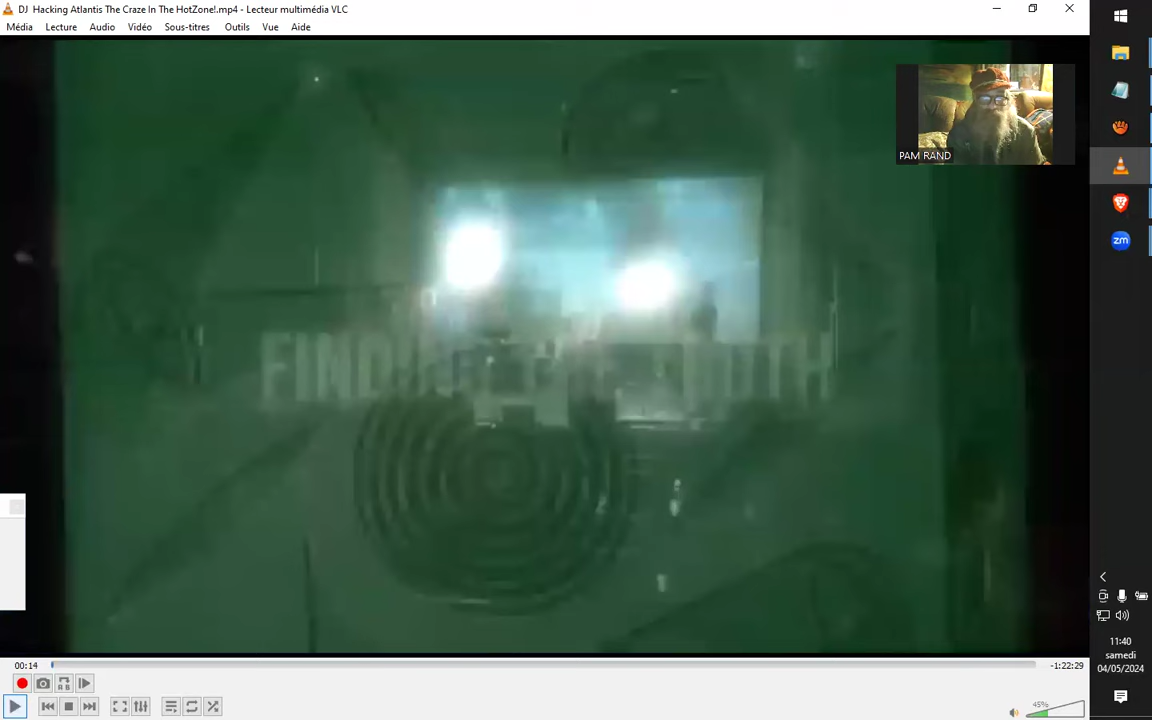 DJ  Hacking Atlantis The Craze In The HotZone!.mp4 - Lecteur multimédia VLC
Média Lecture Audio Vidéo Sous-titres Outils Vue Aide
PAM RAND
zm
00:14 -1:22:29
45%
11:40
samedi
04/05/2024